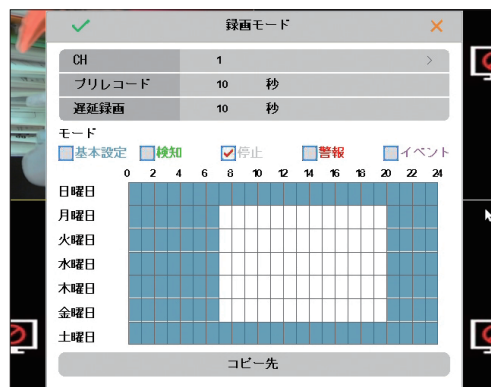 録画モード
CH 1
プリレコード 10 秒
遅延録画 10 秒
モード
基本設定 検知 停止 警報 イベント
0 2 4 6 8 10 12 14 16 18 20 22 24
日曜日
月曜日
火曜日
水曜日
木曜日
金曜日
土曜日
コピー先